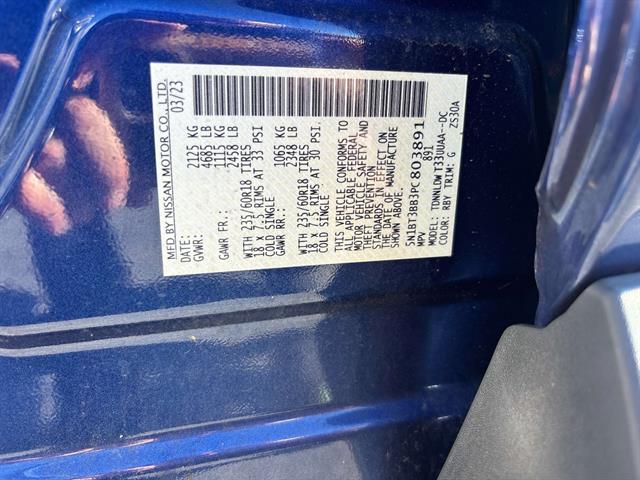 MFD BY NISSAN MOTOR CO., LTD.
DATE: 03/23
GVWR: 2125 KG
4685 LB
GAWR FR: 1115 KG
2458 LB
WITH 235/60R18 TIRES
18 x 7.5 RIMS AT 33 PSI
COLD SINGLE
GAWR RR: 1065 KG
2348 LB
WITH 235/60R18 TIRES
18 x 7.5 RIMS AT 30 PSI.
COLD SINGLE
THIS VEHICLE CONFORMS TO
ALL APPLICABLE FEDERAL
MOTOR VEHICLE SAFETY AND
THEFT PREVENTION
STANDARDS IN EFFECT ON
THE DATE OF MANUFACTURE
SHOWN ABOVE.
5N1BT3BB3PC803891
MPV 891
MODEL: TDNNLDWT33UUAA--DC
COLOR: RBY TRIM: G ZS30A